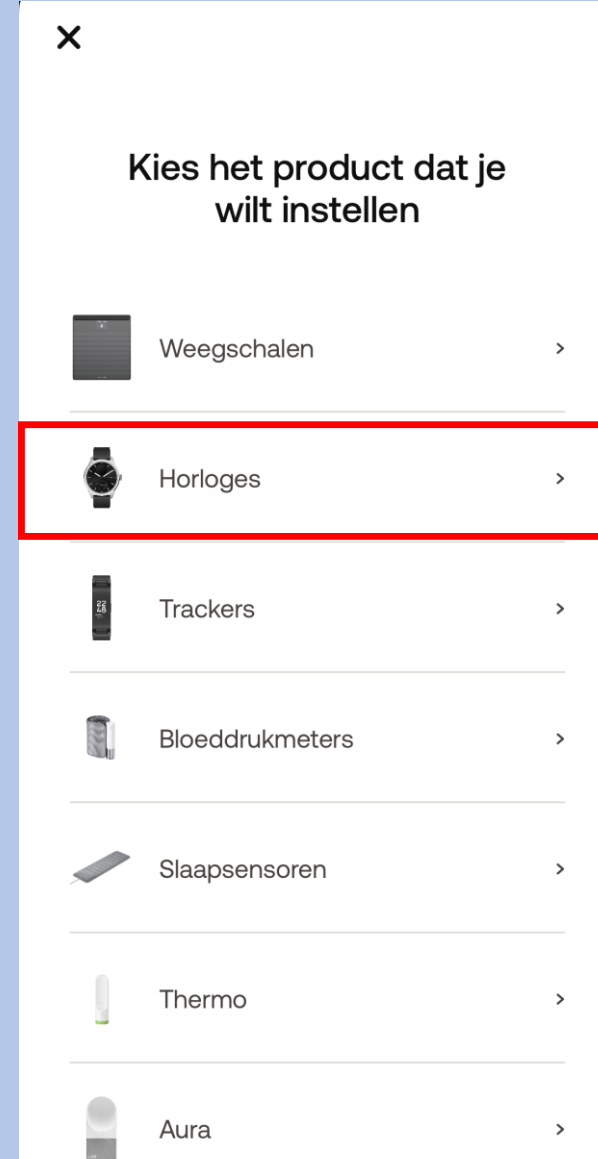 Kies het product dat je
wilt instellen
Weegschalen
Horloges
Trackers
Bloeddrukmeters
Slaapsensoren
Thermo
Aura